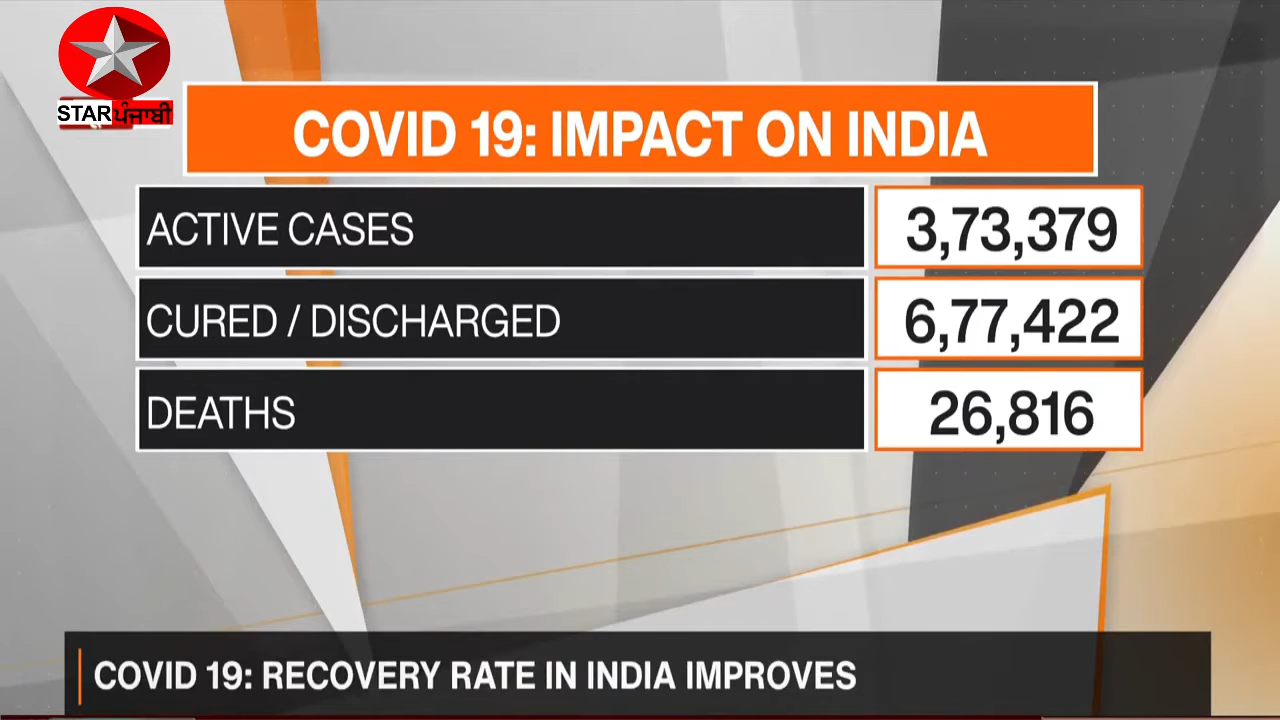 STAR ਪੰਜਾਬੀ
COVID 19: IMPACT ON INDIA
ACTIVE CASES 3,73,379
CURED / DISCHARGED 6,77,422
DEATHS 26,816
COVID 19: RECOVERY RATE IN INDIA IMPROVES